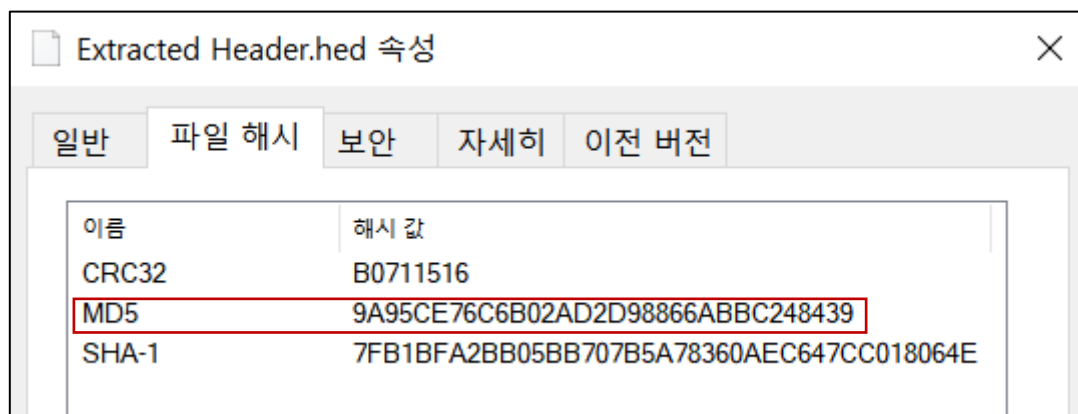 Extracted Header.hed 속성
일반 파일 해시 보안 자세히 이전 버전
이름 해시 값
CRC32 B0711516
MD5 9A95CE76C6B02AD2D98866ABBC248439
SHA-1 7FB1BFA2BB05BB707B5A78360AEC647CC018064E